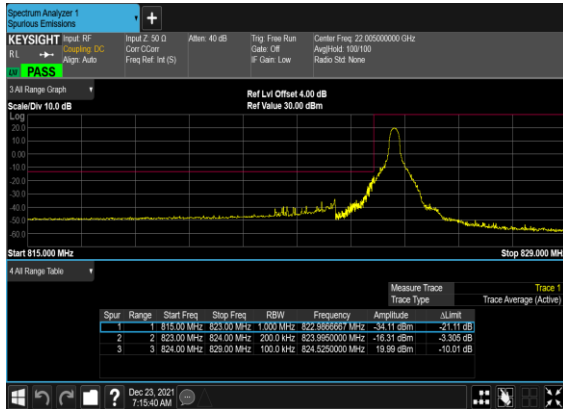 Spectrum Analyzer 1
Spurious Emissions
+
KEYSIGHT Input: RF Input Z: 50 Ω Atten: 40 dB Trig: Free Run Center Freq: 22.005000000 GHz
RL Coupling: DC Corr CCorr Gate: Off Avg|Hold: 100/100
Align: Auto Freq Ref: Int (S) IF Gain: Low Radio Std: None
LV PASS
3 All Range Graph
Ref Lvl Offset 4.00 dB
Scale/Div 10.0 dB Ref Value 30.00 dBm
Log
20.0
10.0
0.00
-10.0
-20.0
-30.0
-40.0
-50.0
-60.0
Start 815.000 MHz Stop 829.000 MH
4 All Range Table
Measure Trace Trace 1
Trace Type Trace Average (Active)
Spur Range Start Freq Stop Freq RBW Frequency Amplitude ΔLimit
1 1 815.00 MHz 823.00 MHz 1.000 MHz 822.9866667 MHz -34.11 dBm -21.11 dB
2 2 823.00 MHz 824.00 MHz 200.0 kHz 823.9950000 MHz -16.31 dBm -3.305 dB
3 3 824.00 MHz 829.00 MHz 100.0 kHz 824.5250000 MHz 19.99 dBm -10.01 dB
? Dec 23, 2021
7:15:40 AM